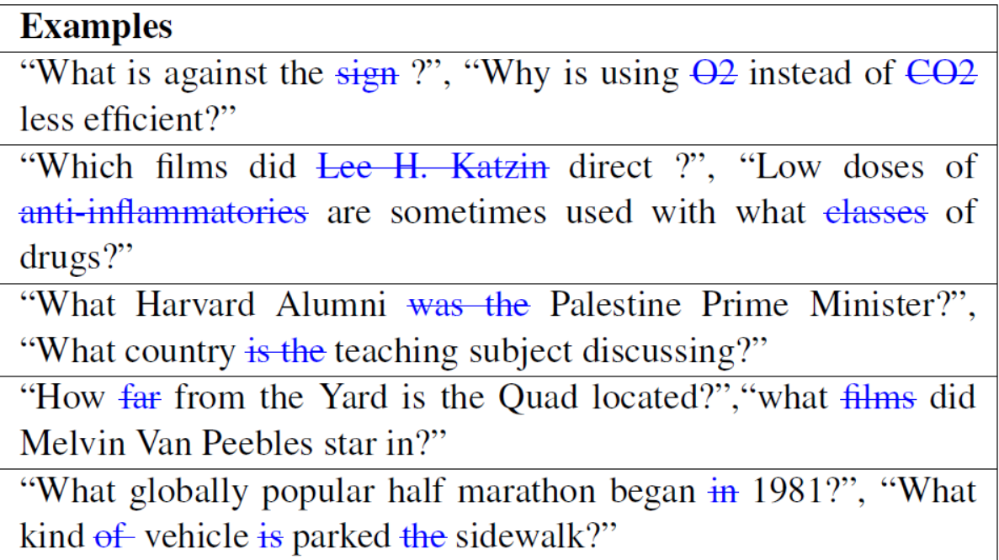 Examples
“What is against the sign ?”, “Why is using O2 instead of CO2
less efficient?”
“Which films did Lee H. Katzin direct ?”, “Low doses of
anti-inflammatories are sometimes used with what classes of
drugs?”
“What Harvard Alumni was the Palestine Prime Minister?”,
“What country is the teaching subject discussing?”
“How far from the Yard is the Quad located?”,“what films did
Melvin Van Peebles star in?”
“What globally popular half marathon began in 1981?”, “What
kind of vehicle is parked the sidewalk?”